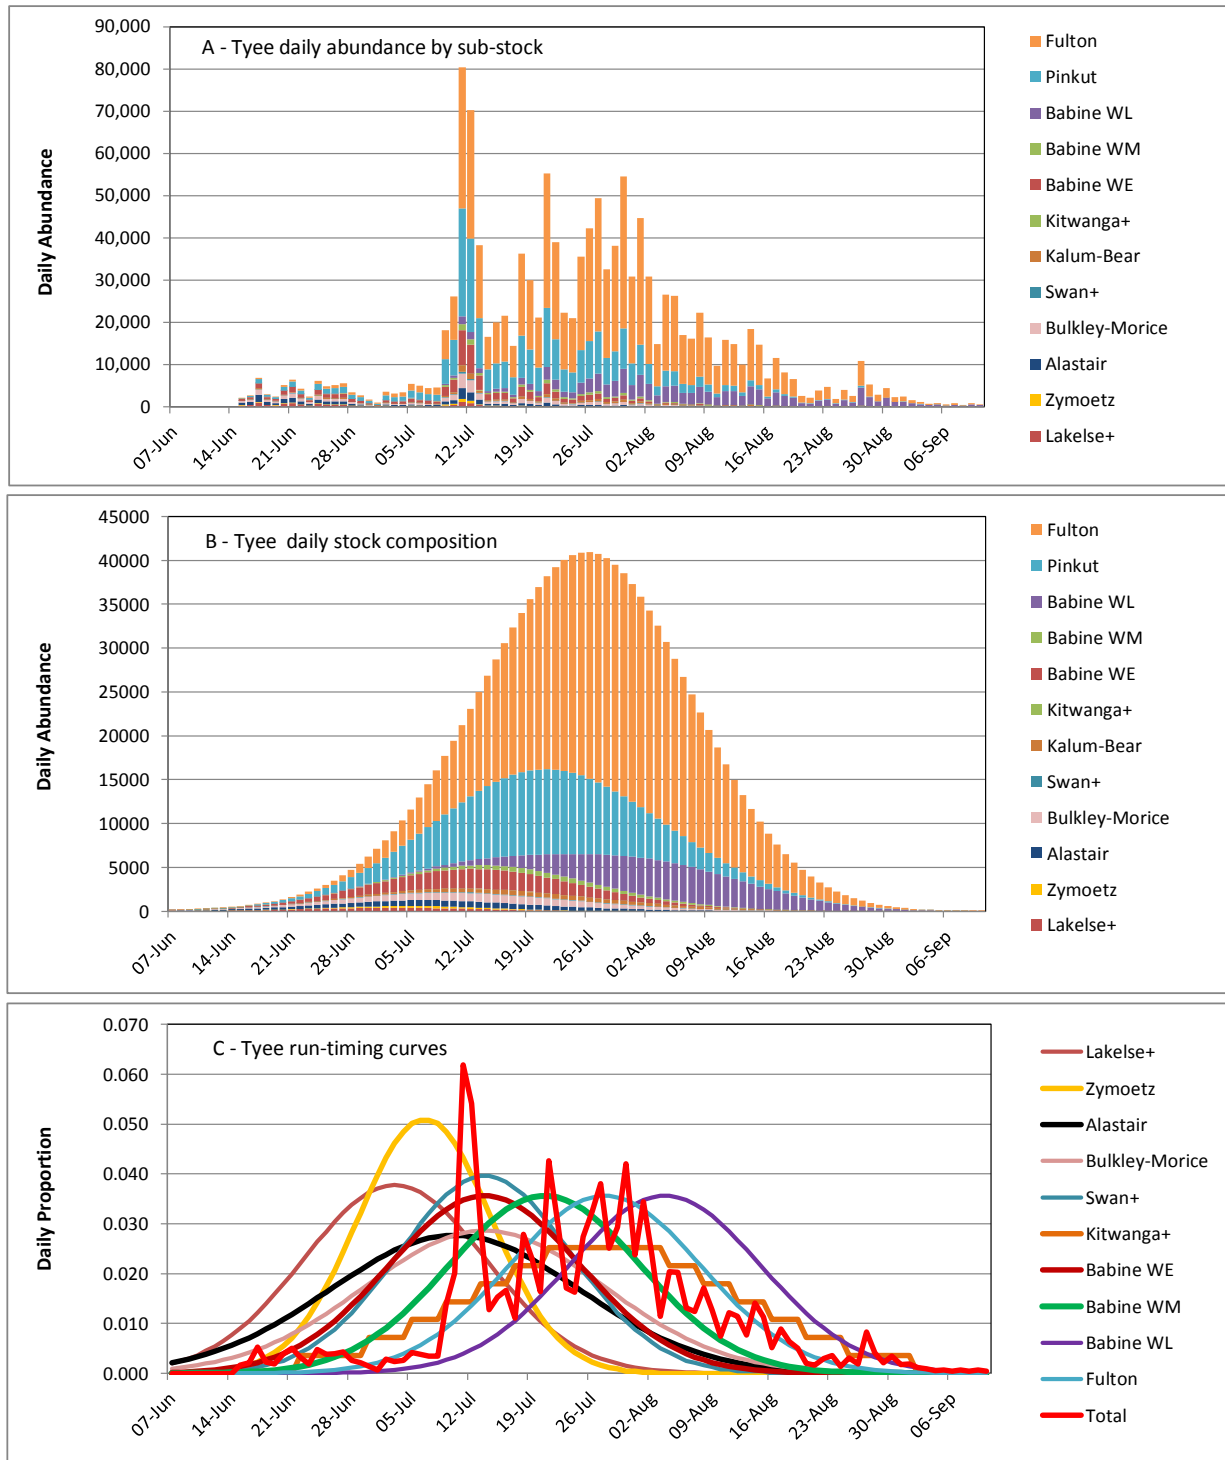 A - Tyee daily abundance by sub-stock
Daily Abundance
90,000
80,000
70,000
60,000
50,000
40,000
30,000
20,000
10,000
0
07-Jun
14-Jun
21-Jun
28-Jun
05-Jul
12-Jul
19-Jul
26-Jul
02-Aug
09-Aug
16-Aug
23-Aug
30-Aug
06-Sep
Fulton
Pinkut
Babine WL
Babine WM
Babine WE
Kitwanga+
Kalum-Bear
Swan+
Bulkley-Morice
Alastair
Zymoetz
Lakelse+
B - Tyee daily stock composition
Daily Abundance
45000
40000
35000
30000
25000
20000
15000
10000
5000
0
07-Jun
14-Jun
21-Jun
28-Jun
05-Jul
12-Jul
19-Jul
26-Jul
02-Aug
09-Aug
16-Aug
23-Aug
30-Aug
06-Sep
Fulton
Pinkut
Babine WL
Babine WM
Babine WE
Kitwanga+
Kalum-Bear
Swan+
Bulkley-Morice
Alastair
Zymoetz
Lakelse+
C - Tyee run-timing curves
Daily Proportion
0.070
0.060
0.050
0.040
0.030
0.020
0.010
0.000
07-Jun
14-Jun
21-Jun
28-Jun
05-Jul
12-Jul
19-Jul
26-Jul
02-Aug
09-Aug
16-Aug
23-Aug
30-Aug
06-Sep
Lakelse+
Zymoetz
Alastair
Bulkley-Morice
Swan+
Kitwanga+
Babine WE
Babine WM
Babine WL
Fulton
Total